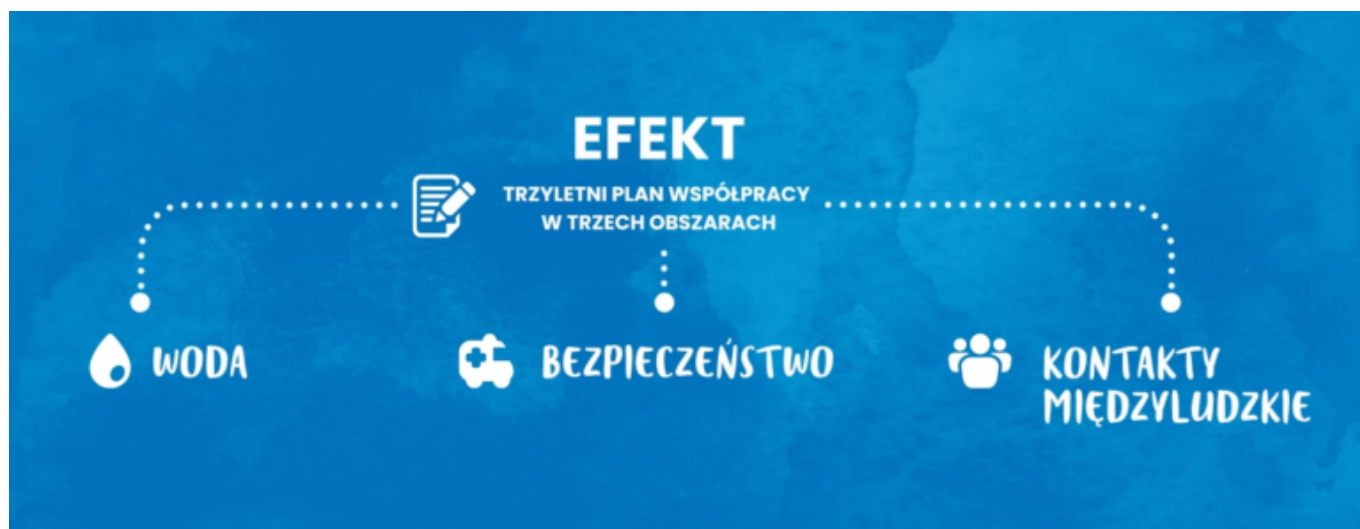 EFEKT
TRZYLETNI PLAN WSPÓŁPRACY
W TRZECH OBSZARACH
WODA
BEZPIECZEŃSTWO
KONTAKTY
MIĘDZYLUDZKIE